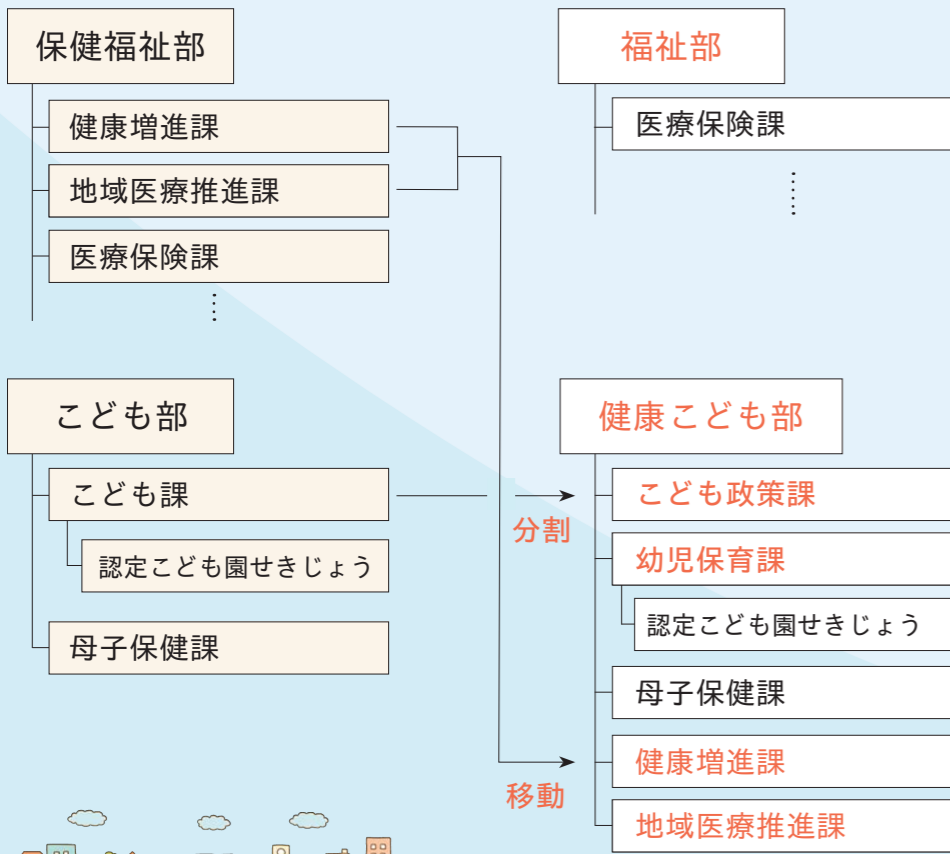 保健福祉部
健康増進課
地域医療推進課
医療保険課
こども部
こども課
認定こども園せきじょう
母子保健課
分割
移動
福祉部
医療保険課
健康こども部
こども政策課
幼児保育課
認定こども園せきじょう
母子保健課
健康増進課
地域医療推進課